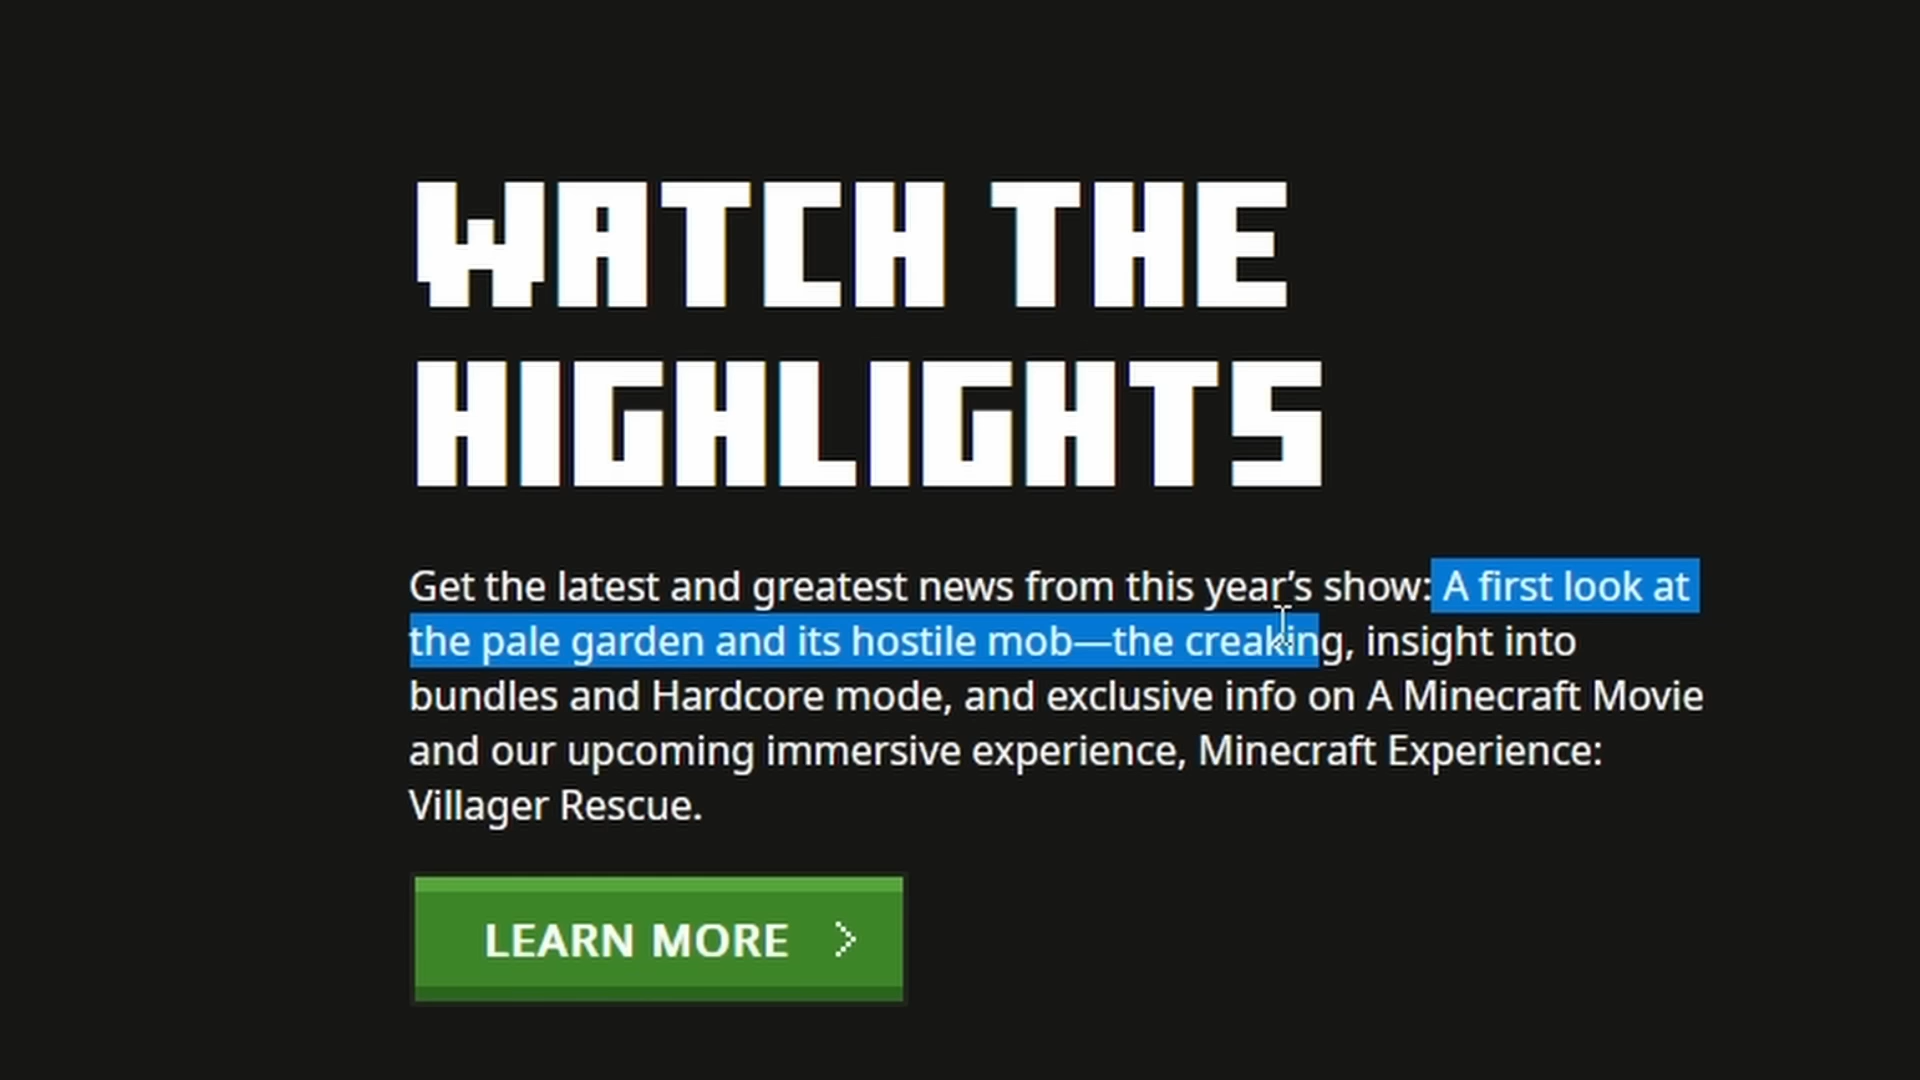 WATCH THE
HIGHLIGHTS
Get the latest and greatest news from this year’s show: A first look at
the pale garden and its hostile mob—the creaking, insight into
bundles and Hardcore mode, and exclusive info on A Minecraft Movie
and our upcoming immersive experience, Minecraft Experience:
Villager Rescue.
LEARN MORE